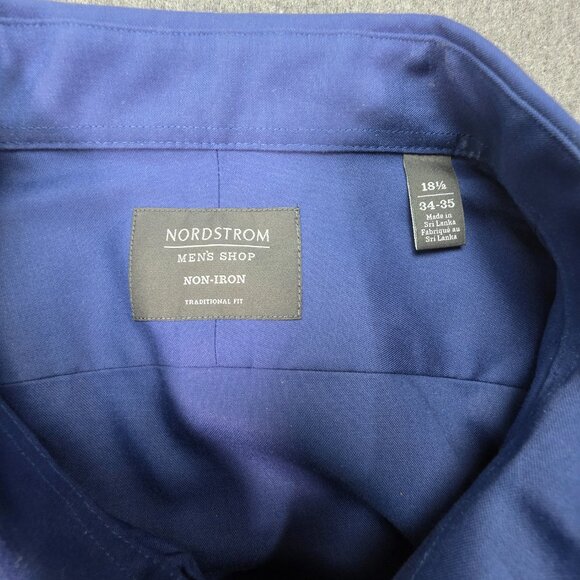 NORDSTROM
MEN'S SHOP
NON-IRON
TRADITIONAL FIT
18½
34-35
Made in
Sri Lanka
Fabriqué au
Sri Lanka